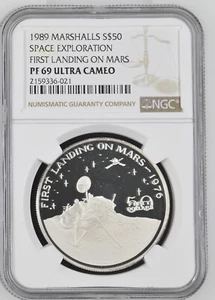 1989 MARSHALLS S$50
SPACE EXPLORATION
FIRST LANDING ON MARS
PF 69 ULTRA CAMEO
2159336-021
NUMISMATIC GUARANTY COMPANY
NGC
FIRST LANDING ON MARS-1976